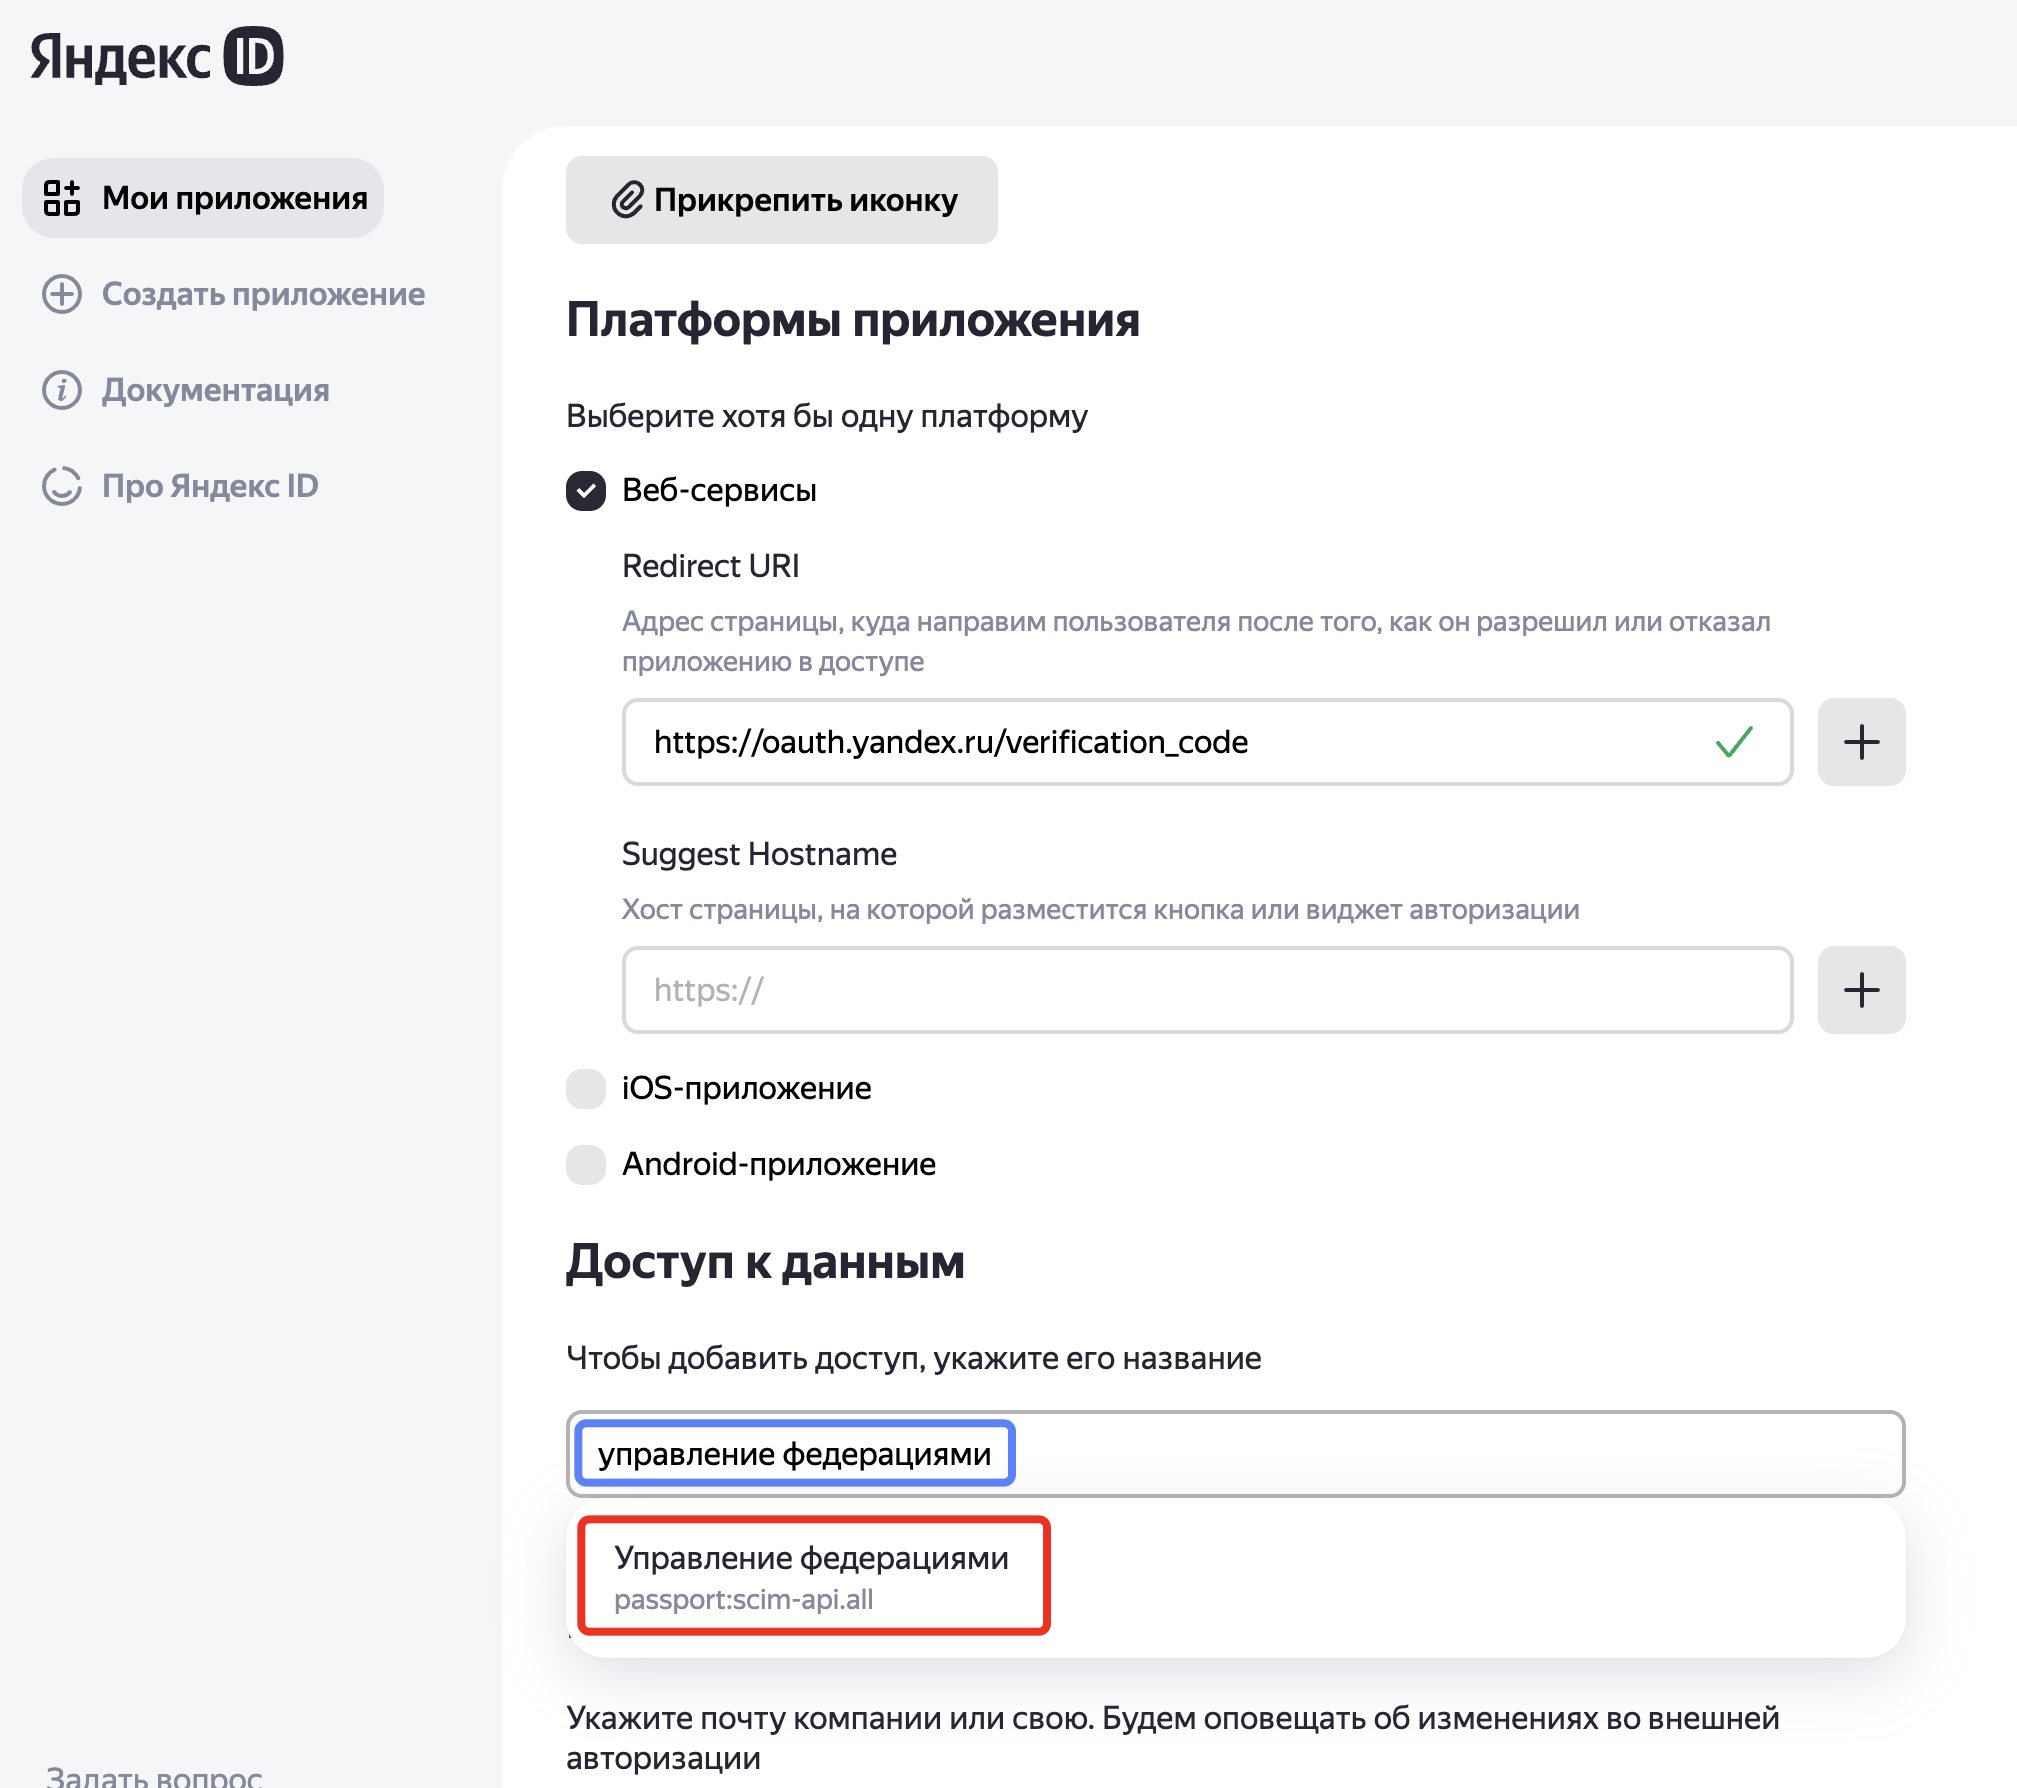 Яндекс ID
Мои приложения
Создать приложение
Документация
Про Яндекс ID
Прикрепить иконку
Платформы приложения
Выберите хотя бы одну платформу
Веб-сервисы
Redirect URI
Адрес страницы, куда направим пользователя после того, как он разрешил или отказал
приложению в доступе
https://oauth.yandex.ru/verification_code
Suggest Hostname
Хост страницы, на которой разместится кнопка или виджет авторизации
https://
iOS-приложение
Android-приложение
Доступ к данным
Чтобы добавить доступ, укажите его название
управление федерациями
Управление федерациями
passport:scim-api.all
Укажите почту компании или свою. Будем оповещать об изменениях во внешней
авторизации
Задать вопрос